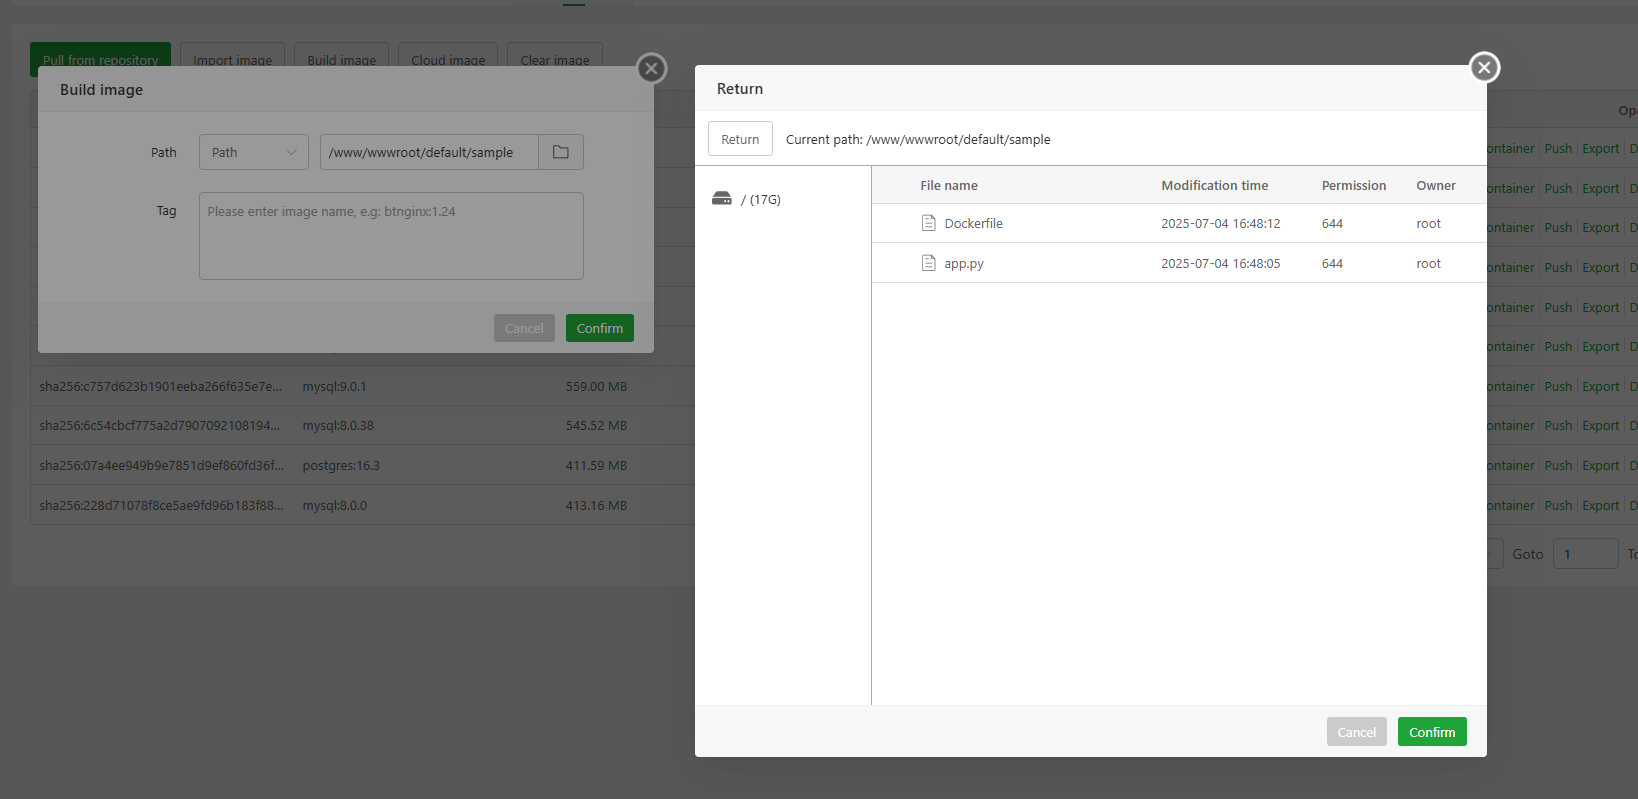 Pull from repository Import image Build image Cloud image Clear image
Build image
Path Path /www/wwwroot/default/sample
Tag Please enter image name, e.g: btnginx:1.24
Cancel Confirm
sha256:c757d623b1901eeba266f635e7e... mysql:9.0.1 559.00 MB
sha256:6c54cbcf775a2d7907092108194... mysql:8.0.38 545.52 MB
sha256:07a4ee949b9e7851d9ef860fd36f... postgres:16.3 411.59 MB
sha256:228d71078f8ce5ae9fd96b183f88... mysql:8.0.0 413.16 MB
Return
Return Current path: /www/wwwroot/default/sample
/ (17G)
File name Modification time Permission Owner
Dockerfile 2025-07-04 16:48:12 644 root
app.py 2025-07-04 16:48:05 644 root
Cancel Confirm
Ope
ontainer Push Export D
ontainer Push Export D
ontainer Push Export D
ontainer Push Export D
ontainer Push Export D
ontainer Push Export D
ontainer Push Export D
ontainer Push Export D
ontainer Push Export D
ontainer Push Export D
Goto 1 To